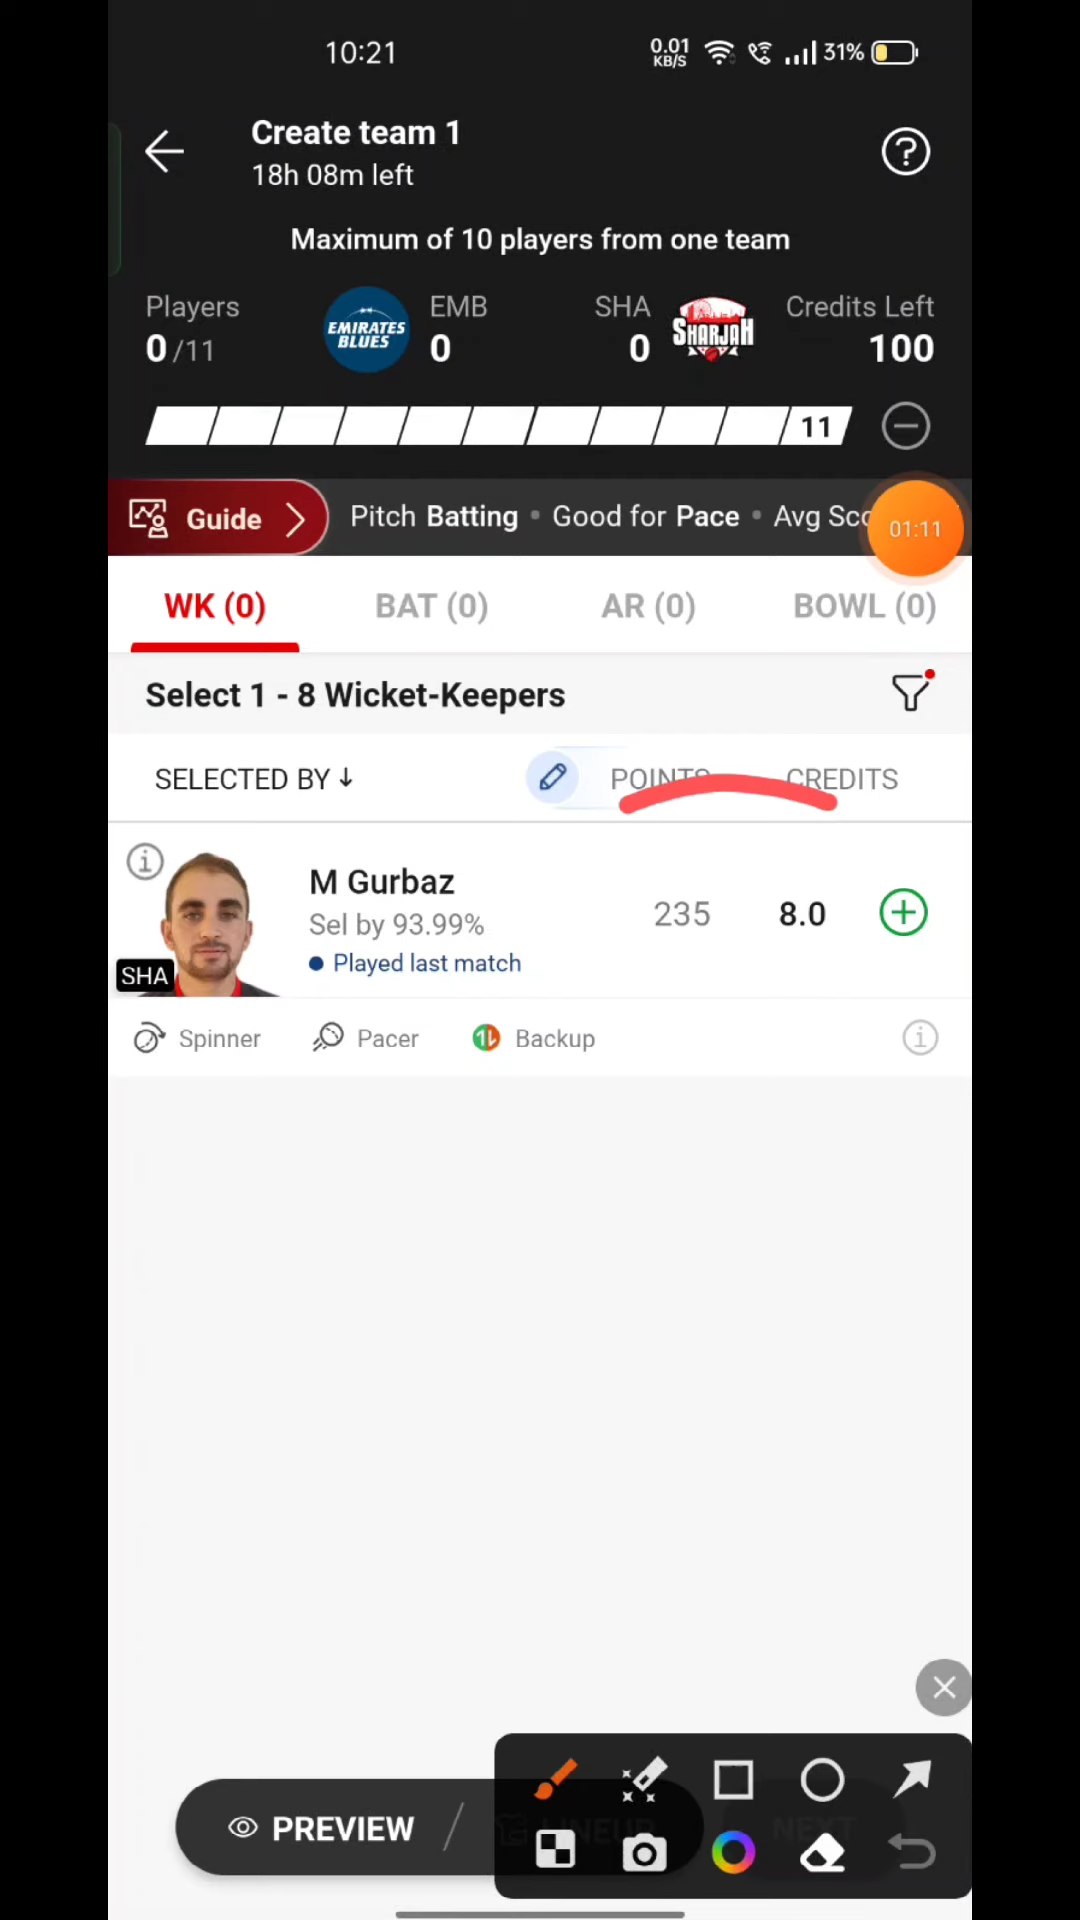 10:21
0.01
KB/S
31%
Create team 1
18h 08m left
Maximum of 10 players from one team
Players
0/11
EMIRATES
BLUES
EMB
0
SHA
0
SHARJAH
Credits Left
100
11
Guide
Pitch Batting • Good for Pace • Avg Sco
01:11
WK (0)
BAT (0)
AR (0)
BOWL (0)
Select 1 - 8 Wicket-Keepers
SELECTED BY ↓
POINTS
CREDITS
M Gurbaz
Sel by 93.99%
Played last match
SHA
235
8.0
Spinner
Pacer
Backup
PREVIEW
LINEUP
NEXT